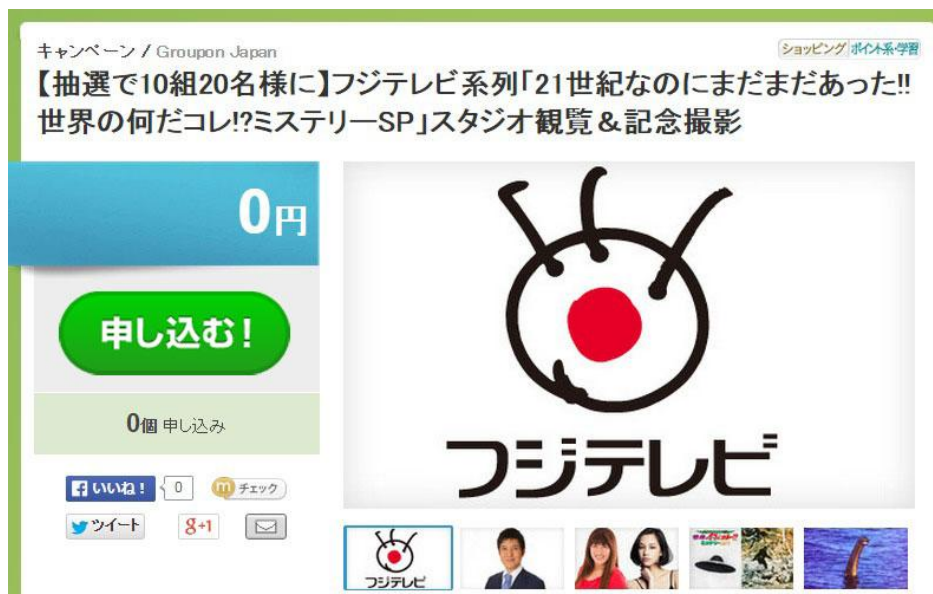 キャンペーン / Groupon Japan
ショッピング ポイント系・学習
【抽選で10組20名様に】フジテレビ系列「21世紀なのにまだまだあった!!
世界の何だコレ!?ミステリーSP」スタジオ観覧＆記念撮影
0円
申し込む！
0個 申し込み
いいね！ 0 m チェック
ツイート 8+1
フジテレビ
フジテレビ